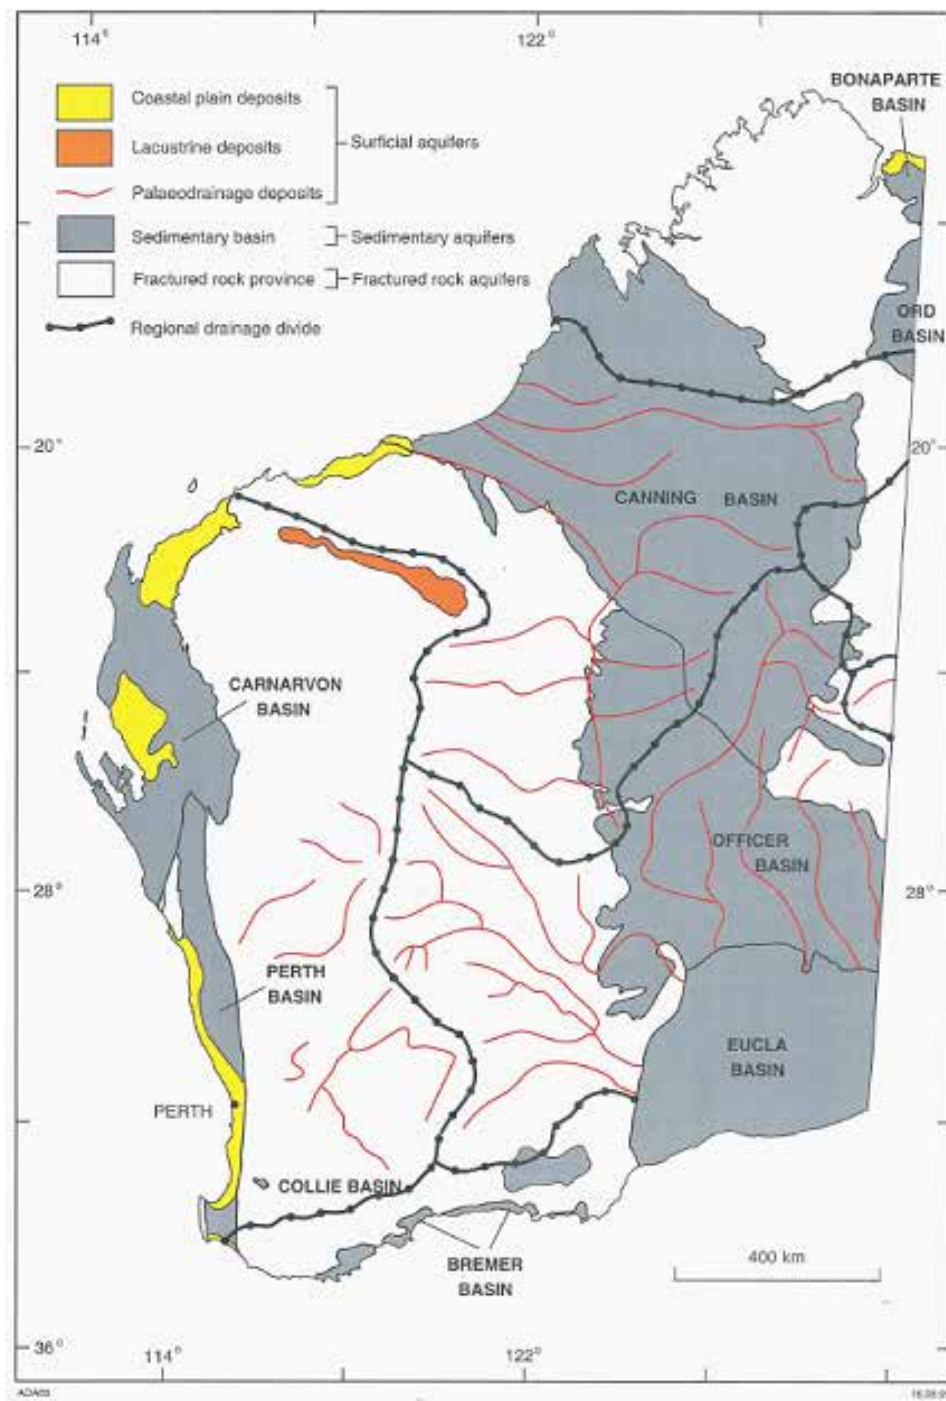 114°
122°
BONAPARTE
BASIN
Coastal plain deposits
Lacustrine deposits
Surficial aquifers
Palaeodrainage deposits
Sedimentary basin
Sedimentary aquifers
Fractured rock province
Fractured rock aquifers
Regional drainage divide
ORD
BASIN
20°
20°
CANNING BASIN
CARNARVON
BASIN
OFFICER
BASIN
28°
28°
PERTH
BASIN
EUCLA
BASIN
PERTH
COLLIE BASIN
BREMER
BASIN
400 km
36°
114°
122°